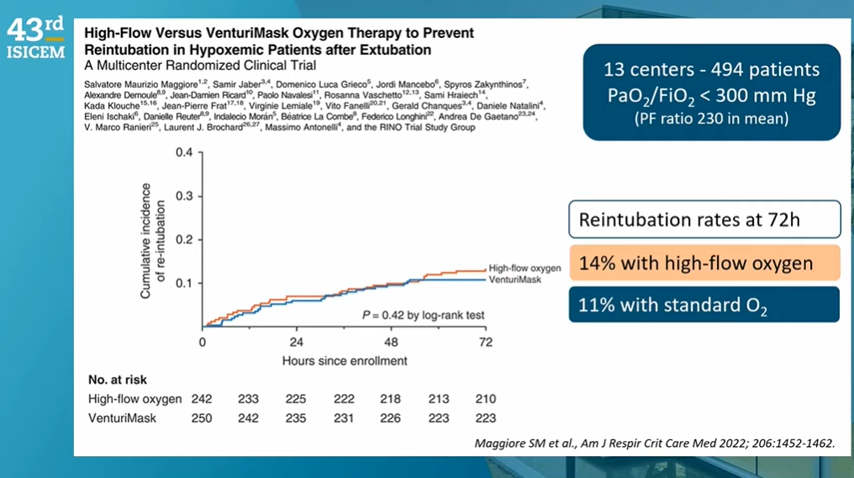 43rd
ISICEM
High-Flow Versus VenturiMask Oxygen Therapy to Prevent
Reintubation in Hypoxemic Patients after Extubation
A Multicenter Randomized Clinical Trial
Salvatore Maurizio Maggiore1,2, Samir Jaber3,4, Domenico Luca Grieco5, Jordi Mancebo6, Spyros Zakynthinos7,
Alexandre Demoule8,9, Jean-Damien Ricard10, Paolo Navalesi11, Rosanna Vaschetto12,13, Sami Hraiech14,
Kada Klouche15,16, Jean-Pierre Frat17,18, Virginie Lemiale19, Vito Fanelli20,21, Gerald Chanques3,4, Daniele Natalini4,
Eleni Ischaki6, Danielle Reuter8,9, Indalecio Morán5, Béatrice La Combe8, Federico Longhini22, Andrea De Gaetano23,24,
V. Marco Ranieri25, Laurent J. Brochard26,27, Massimo Antonelli4, and the RINO Trial Study Group
13 centers - 494 patients
PaO2/FiO2 < 300 mm Hg
(PF ratio 230 in mean)
0.4
0.3
0.2
0.1
Cumulative incidence
of re-intubation
High-flow oxygen
VenturiMask
P = 0.42 by log-rank test
0 24 48 72
Hours since enrollment
Reintubation rates at 72h
14% with high-flow oxygen
11% with standard O2
No. at risk
High-flow oxygen 242 233 225 222 218 213 210
VenturiMask 250 242 235 231 226 223 223
Maggiore SM et al., Am J Respir Crit Care Med 2022; 206:1452-1462.